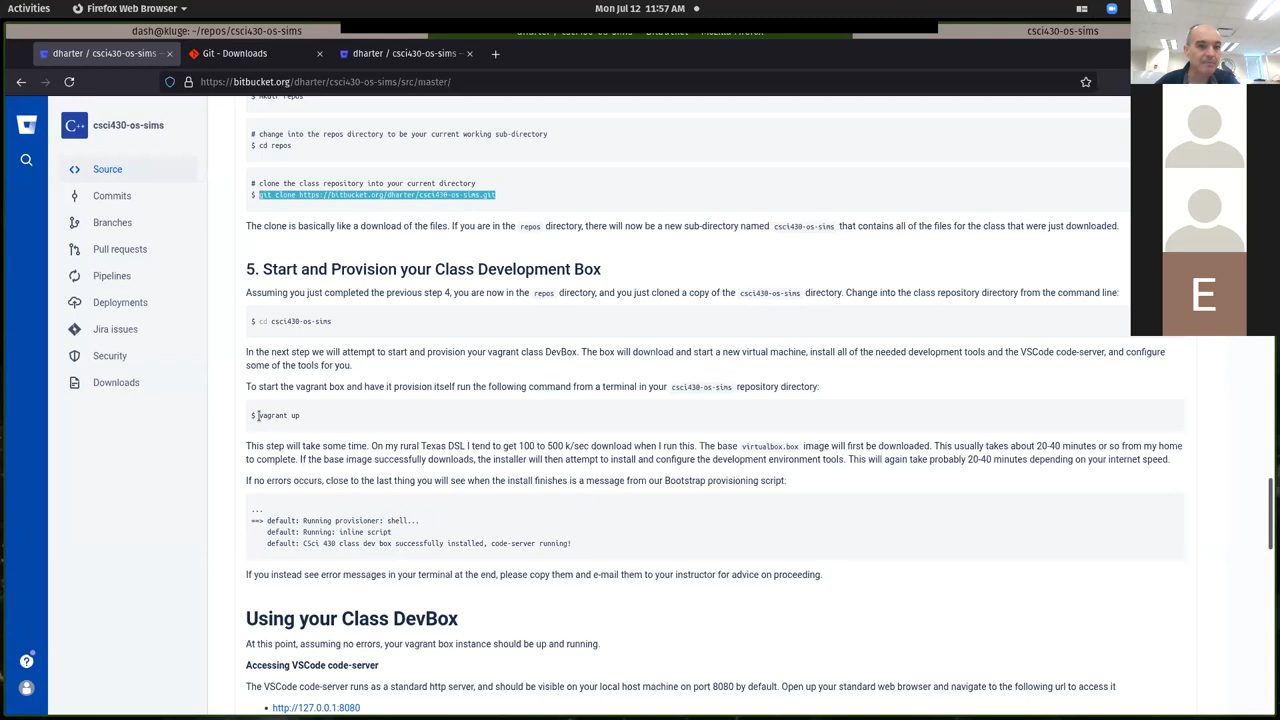 Activities
Firefox Web Browser
Mon Jul 12 11:57 AM
dash@kluge: ~/repos/csci430-os-sims
csci430-os-sims
dharter / csci430-os-sims —
Git - Downloads
dharter / csci430-os-sims —
https://bitbucket.org/dharter/csci430-os-sims/src/master/
C++
csci430-os-sims
Source
Commits
Branches
Pull requests
Pipelines
Deployments
Jira issues
Security
Downloads
$ mkdir repos
# change into the repos directory to be your current working sub-directory
$ cd repos
# clone the class repository into your current directory
$ git clone https://bitbucket.org/dharter/csci430-os-sims.git
The clone is basically like a download of the files. If you are in the repos directory, there will now be a new sub-directory named csci430-os-sims that contains all of the files for the class that were just downloaded.
5. Start and Provision your Class Development Box
Assuming you just completed the previous step 4, you are now in the repos directory, and you just cloned a copy of the csci430-os-sims directory. Change into the class repository directory from the command line:
$ cd csci430-os-sims
In the next step we will attempt to start and provision your vagrant class DevBox. The box will download and start a new virtual machine, install all of the needed development tools and the VSCode code-server, and configure
some of the tools for you.
To start the vagrant box and have it provision itself run the following command from a terminal in your csci430-os-sims repository directory:
$ vagrant up
This step will take some time. On my rural Texas DSL I tend to get 100 to 500 k/sec download when I run this. The base virtualbox.box image will first be downloaded. This usually takes about 20-40 minutes or so from my home
to complete. If the base image successfully downloads, the installer will then attempt to install and configure the development environment tools. This will again take probably 20-40 minutes depending on your internet speed.
If no errors occurs, close to the last thing you will see when the install finishes is a message from our Bootstrap provisioning script:
...
==> default: Running provisioner: shell...
default: Running: inline script
default: CSci 430 class dev box successfully installed, code-server running!
If you instead see error messages in your terminal at the end, please copy them and e-mail them to your instructor for advice on proceeding.
Using your Class DevBox
At this point, assuming no errors, your vagrant box instance should be up and running.
Accessing VSCode code-server
The VSCode code-server runs as a standard http server, and should be visible on your local host machine on port 8080 by default. Open up your standard web browser and navigate to the following url to access it
• http://127.0.0.1:8080
E